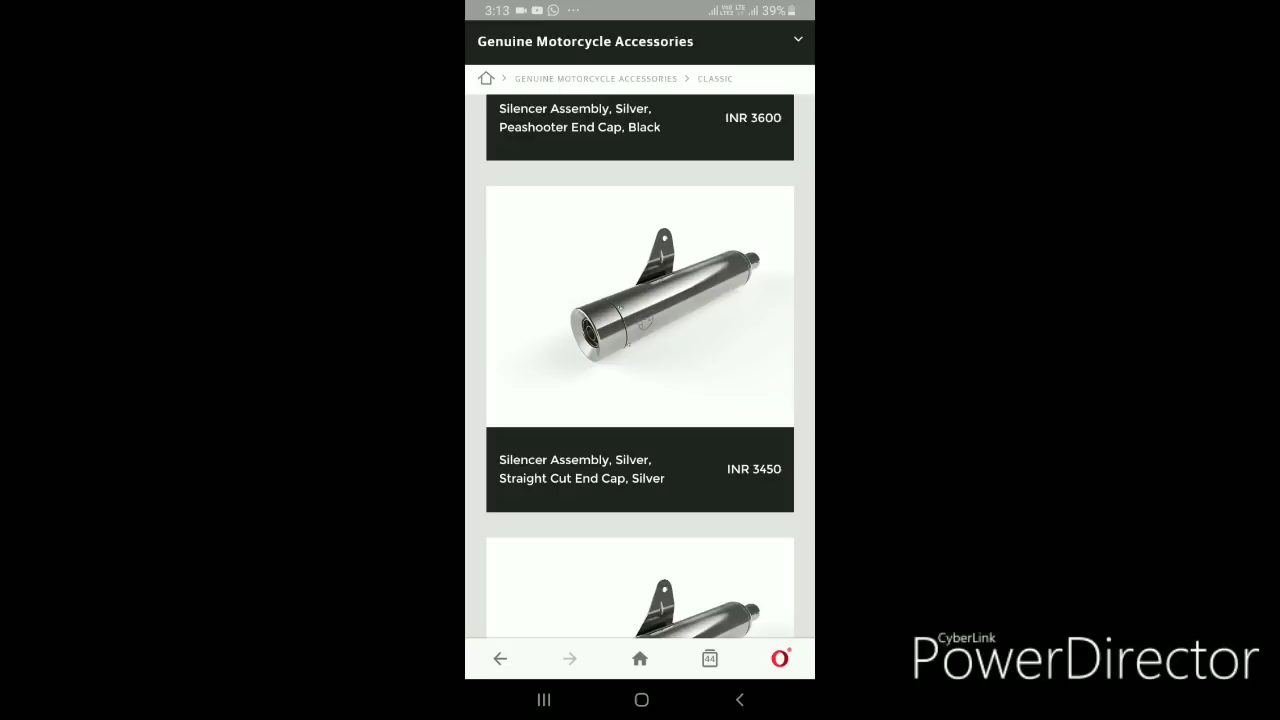 3:13
39%
Genuine Motorcycle Accessories
GENUINE MOTORCYCLE ACCESSORIES > CLASSIC
Silencer Assembly, Silver,
Peashooter End Cap, Black
INR 3600
Silencer Assembly, Silver,
Straight Cut End Cap, Silver
INR 3450
44
CyberLink
PowerDirector